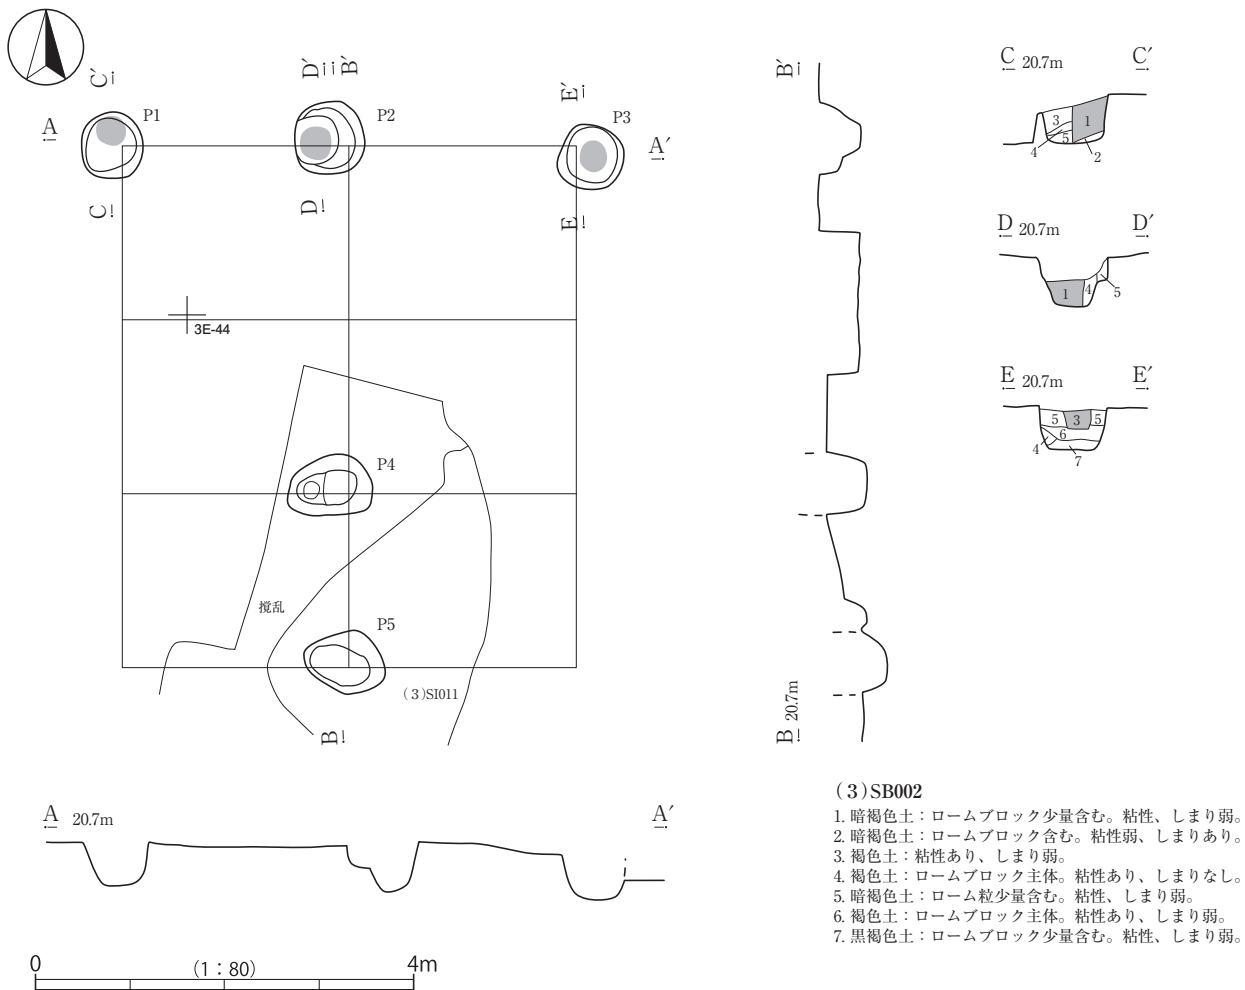 C′
D′ B′
E′
A
P1
P2
P3
A′
C
D
E
3E-44
P4
撹乱
P5
(3)SI011
B
B′
B 20.7m
C 20.7m C′
3 1
4 5 2
D 20.7m D′
1 4 5
E 20.7m E′
5 3 5
4 6
7
A 20.7m A′
0 (1:80) 4m
(3)SB002
1. 暗褐色土：ロームブロック少量含む。粘性、しまり弱。
2. 暗褐色土：ロームブロック含む。粘性弱、しまりあり。
3. 褐色土：粘性あり、しまり弱。
4. 褐色土：ロームブロック主体。粘性あり、しまりなし。
5. 暗褐色土：ローム粒少量含む。粘性、しまり弱。
6. 褐色土：ロームブロック主体。粘性あり、しまり弱。
7. 黒褐色土：ロームブロック少量含む。粘性、しまり弱。